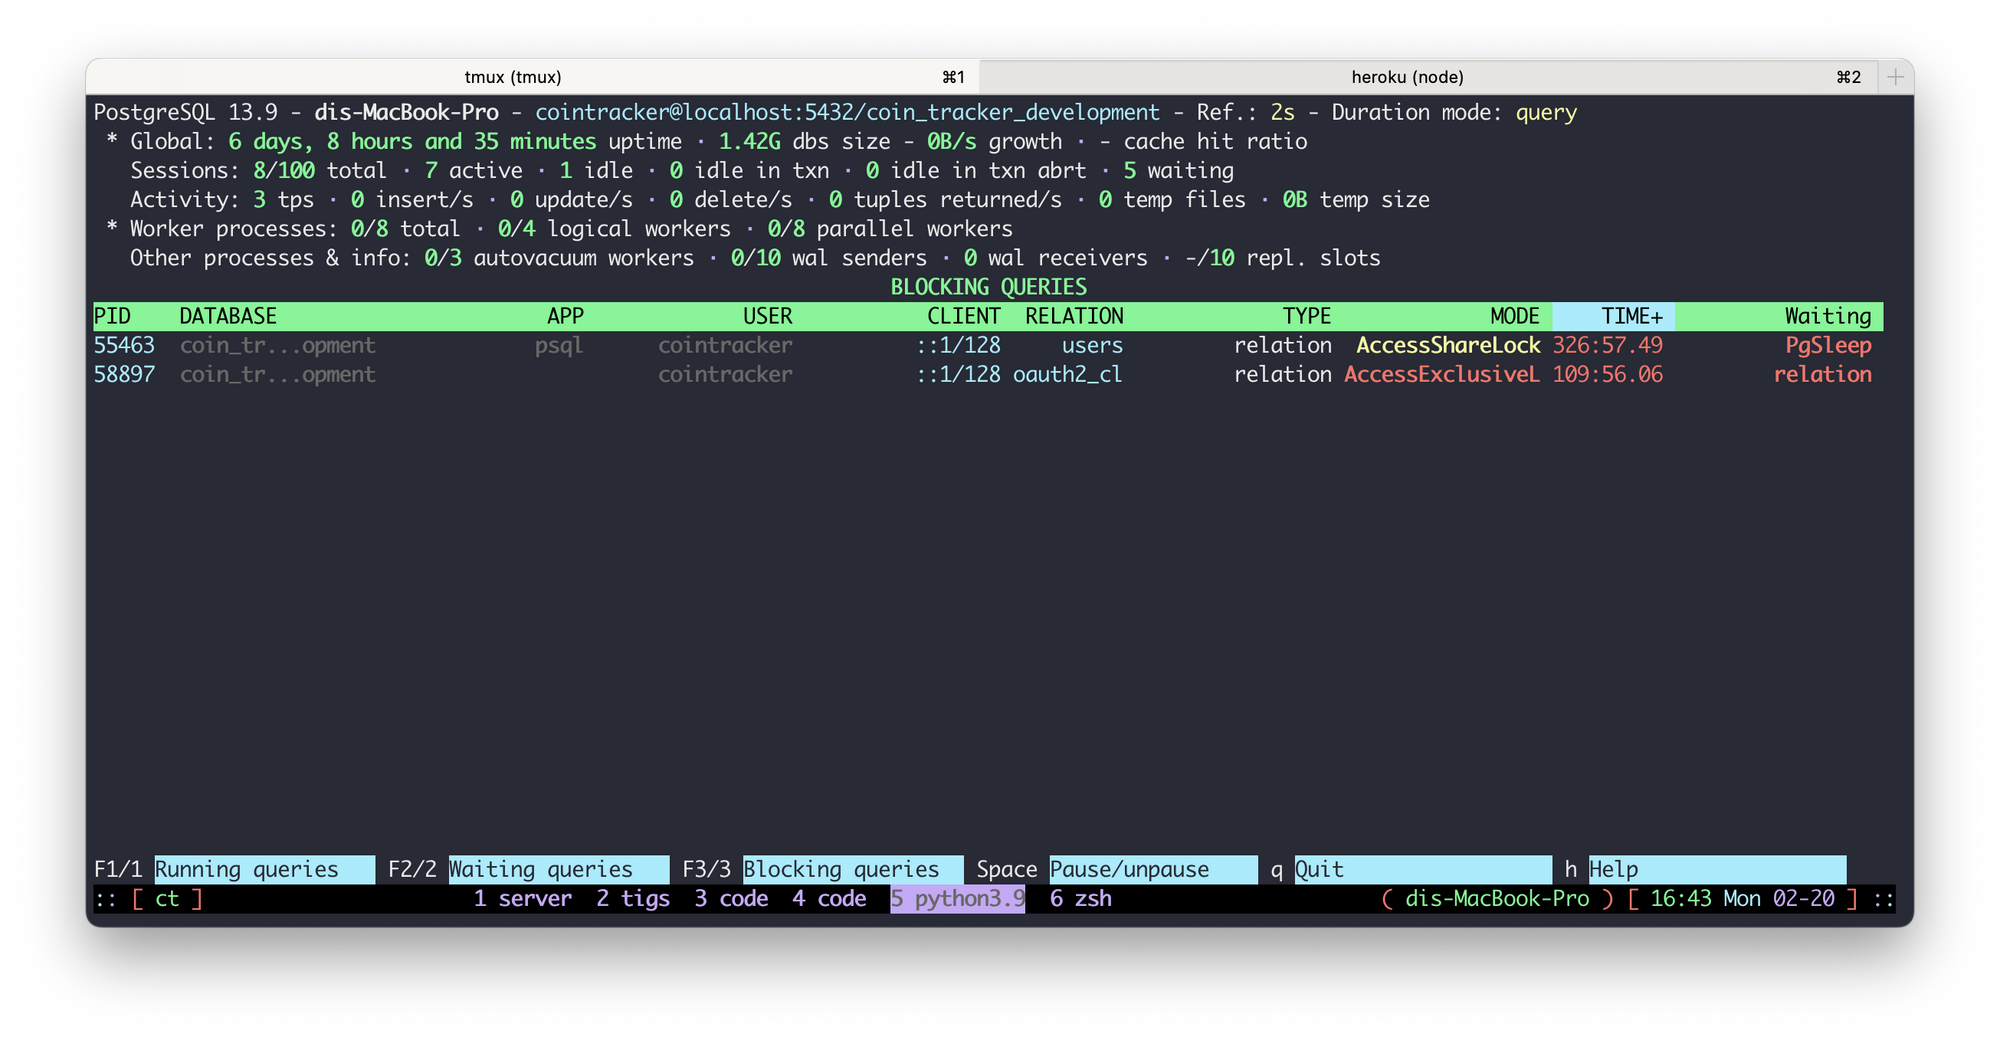 tmux (tmux) ⌘1 heroku (node) ⌘2
PostgreSQL 13.9 - dis-MacBook-Pro - cointracker@localhost:5432/coin_tracker_development - Ref.: 2s - Duration mode: query
* Global: 6 days, 8 hours and 35 minutes uptime · 1.42G dbs size - 0B/s growth · - cache hit ratio
Sessions: 8/100 total · 7 active · 1 idle · 0 idle in txn · 0 idle in txn abrt · 5 waiting
Activity: 3 tps · 0 insert/s · 0 update/s · 0 delete/s · 0 tuples returned/s · 0 temp files · 0B temp size
* Worker processes: 0/8 total · 0/4 logical workers · 0/8 parallel workers
Other processes & info: 0/3 autovacuum workers · 0/10 wal senders · 0 wal receivers · -/10 repl. slots
BLOCKING QUERIES
PID DATABASE APP USER CLIENT RELATION TYPE MODE TIME+ Waiting
55463 coin_tr...opment psql cointracker ::1/128 users relation AccessShareLock 326:57.49 PgSleep
58897 coin_tr...opment cointracker ::1/128 oauth2_cl relation AccessExclusiveL 109:56.06 relation
F1/1 Running queries F2/2 Waiting queries F3/3 Blocking queries Space Pause/unpause q Quit h Help
:: [ ct ] 1 server 2 tigs 3 code 4 code 5 python3.9 6 zsh ( dis-MacBook-Pro ) [ 16:43 Mon 02-20 ] ::